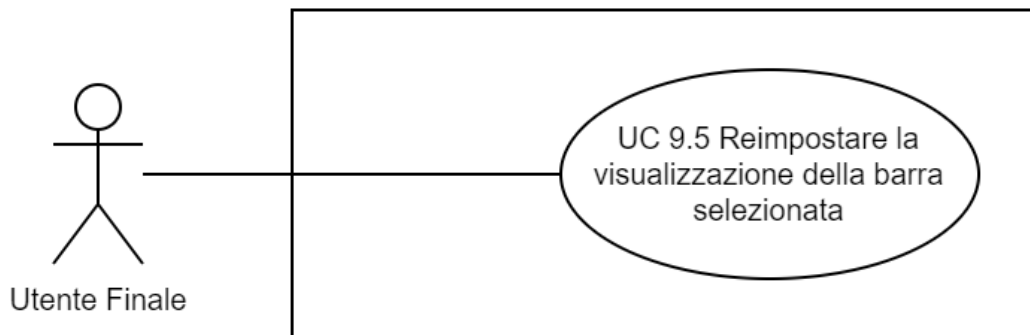 UC 9.5 Reimpostare la
visualizzazione della barra
selezionata
Utente Finale